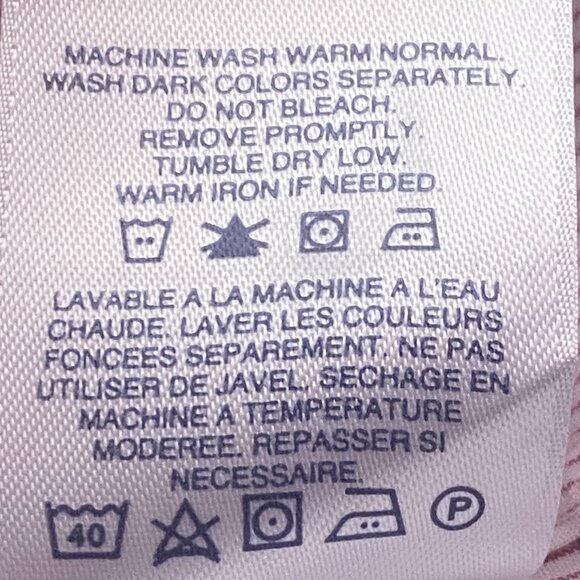 MACHINE WASH WARM NORMAL.
WASH DARK COLORS SEPARATELY.
DO NOT BLEACH.
REMOVE PROMPTLY.
TUMBLE DRY LOW.
WARM IRON IF NEEDED.
LAVABLE A LA MACHINE A L'EAU
CHAUDE. LAVER LES COULEURS
FONCEES SEPAREMENT. NE PAS
UTILISER DE JAVEL. SECHAGE EN
MACHINE A TEMPERATURE
MODEREE. REPASSER SI
NECESSAIRE.
40 P